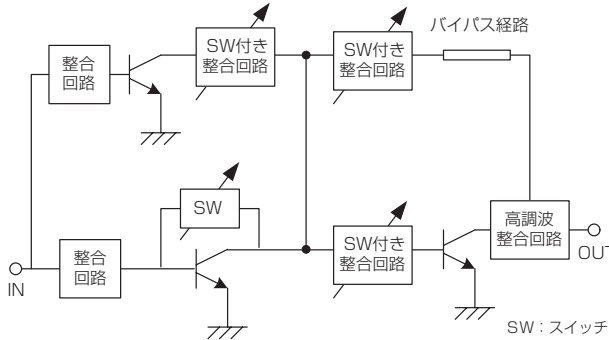 バイパス経路
SW付き
整合回路
SW付き
整合回路
整合
回路
SW
整合
回路
SW付き
整合回路
高調波
整合回路
IN
OUT
SW：スイッチ